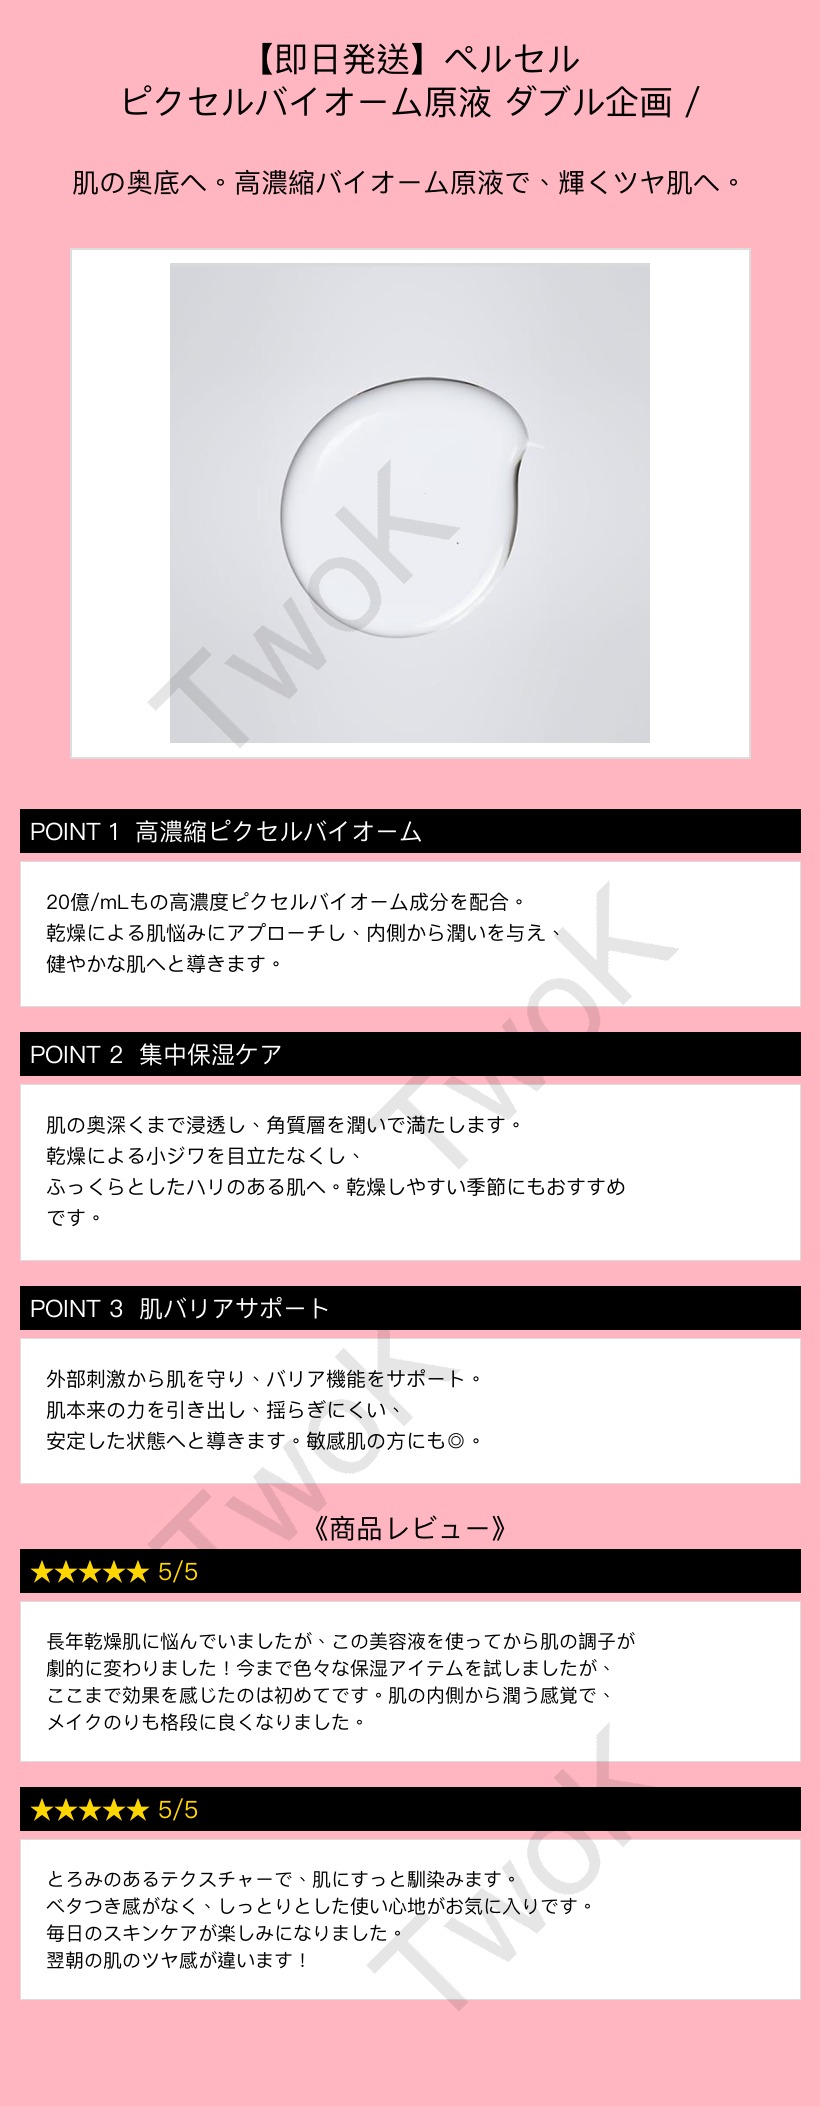 【即日発送】ペルセル
ピクセルバイオーム原液 ダブル企画 /
肌の奥底へ。高濃縮バイオーム原液で、輝くツヤ肌へ。
TwoK
POINT 1 高濃縮ピクセルバイオーム
20億/mLもの高濃度ピクセルバイオーム成分を配合。
乾燥による肌悩みにアプローチし、内側から潤いを与え、
健やかな肌へと導きます。
TwoK
POINT 2 集中保湿ケア
肌の奥深くまで浸透し、角質層を潤いで満たします。
乾燥による小ジワを目立たなくし、
ふっくらとしたハリのある肌へ。乾燥しやすい季節にもおすすめ
です。
POINT 3 肌バリアサポート
外部刺激から肌を守り、バリア機能をサポート。
肌本来の力を引き出し、揺らぎにくい、
安定した状態へと導きます。敏感肌の方にも◎。
TwoK
《商品レビュー》
★★★★★ 5/5
長年乾燥肌に悩んでいましたが、この美容液を使ってから肌の調子が
劇的に変わりました！今まで色々な保湿アイテムを試しましたが、
ここまで効果を感じたのは初めてです。肌の内側から潤う感覚で、
メイクのりも格段に良くなりました。
★★★★★ 5/5
とろみのあるテクスチャーで、肌にすっと馴染みます。
ベタつき感がなく、しっとりとした使い心地がお気に入りです。
毎日のスキンケアが楽しみになりました。
翌朝の肌のツヤ感が違います！
TwoK